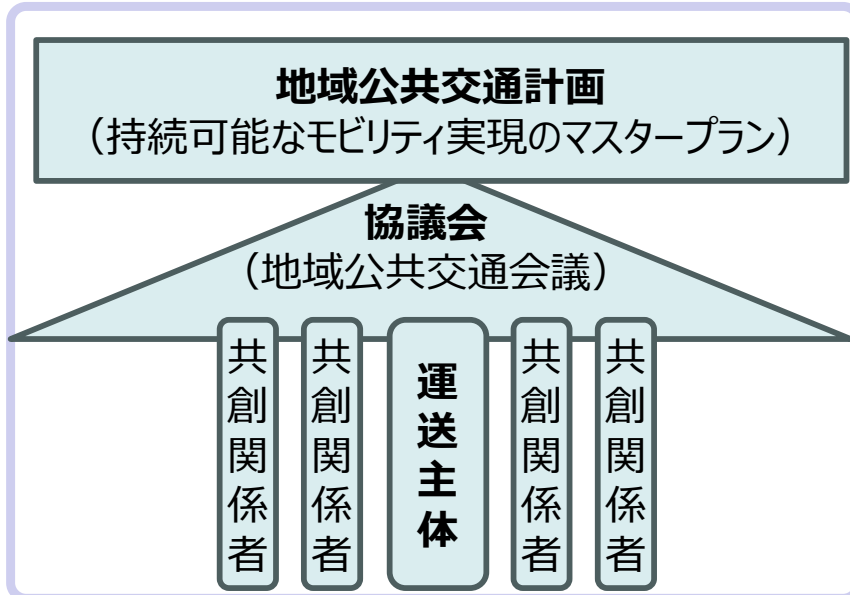 地域公共交通計画
（持続可能なモビリティ実現のマスタープラン）
協議会
（地域公共交通会議）
共創関係者
共創関係者
運送主体
共創関係者
共創関係者